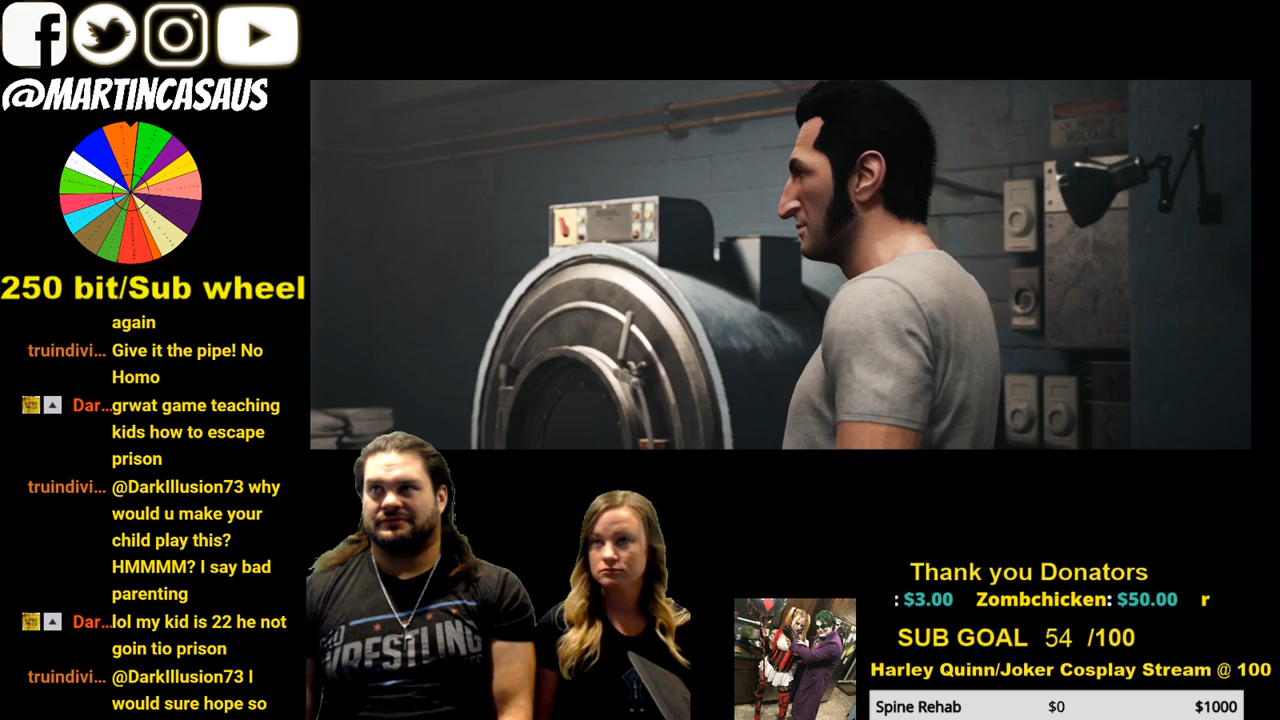 @MARTINCASAUS
250 bit/Sub wheel
again
truindivi... Give it the pipe! No
Homo
Dar... grwat game teaching
kids how to escape
prison
truindivi... @DarkIllusion73 why
would u make your
child play this?
HMMMM? I say bad
parenting
Dar... lol my kid is 22 he not
goin tio prison
truindivi... @DarkIllusion73 I
would sure hope so
WRESTLING
Thank you Donators
: $3.00 Zombchicken: $50.00 r
SUB GOAL 54 /100
Harley Quinn/Joker Cosplay Stream @ 100
Spine Rehab $0 $1000